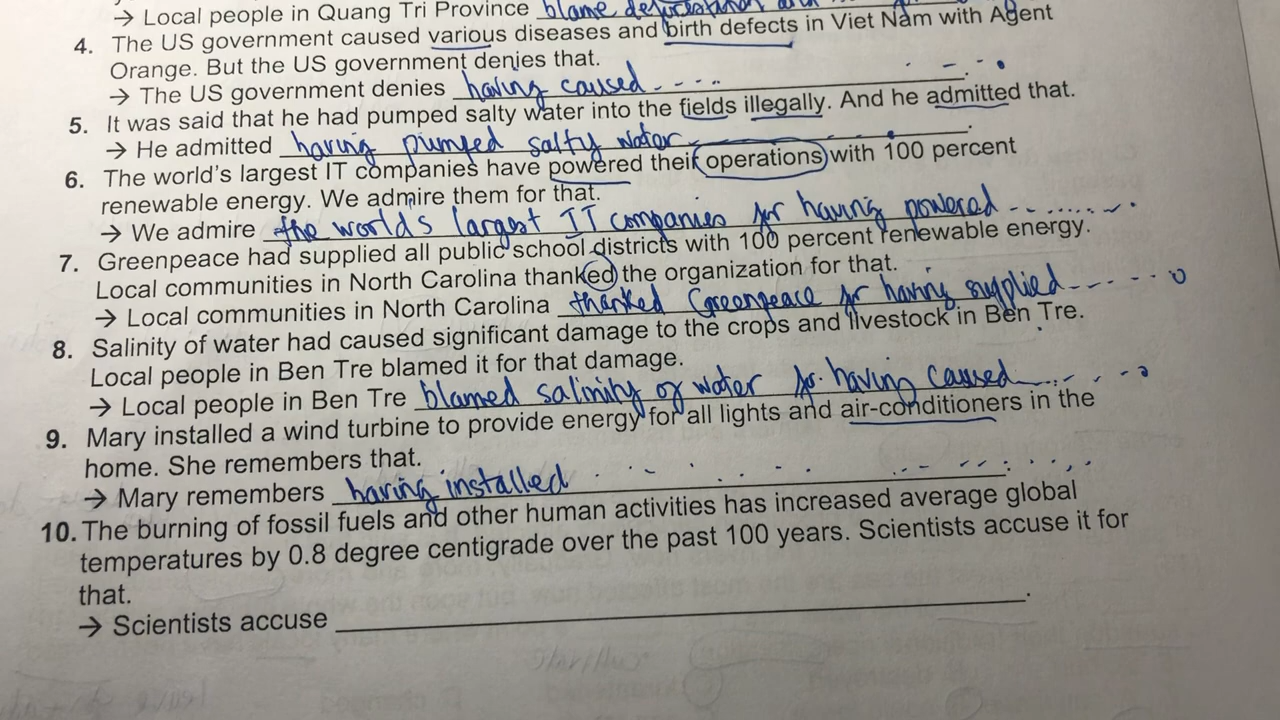 → Local people in Quang Tri Province blame
4. The US government caused various diseases and birth defects in Viet Nam with Agent
Orange. But the US government denies that.
→ The US government denies having caused - - - -
5. It was said that he had pumped salty water into the fields illegally. And he admitted that.
→ He admitted having pumped salty water
6. The world's largest IT companies have powered their operations with 100 percent
renewable energy. We admire them for that.
→ We admire the world's largest IT companies for having powered - - .......
7. Greenpeace had supplied all public school districts with 100 percent renewable energy.
Local communities in North Carolina thanked the organization for that.
→ Local communities in North Carolina thanked Greenpeace for having supplied - - - - - -
8. Salinity of water had caused significant damage to the crops and livestock in Ben Tre.
Local people in Ben Tre blamed it for that damage.
→ Local people in Ben Tre blamed salinity of water for having caused
9. Mary installed a wind turbine to provide energy for all lights and air-conditioners in the
home. She remembers that.
→ Mary remembers having installed
10. The burning of fossil fuels and other human activities has increased average global
temperatures by 0.8 degree centigrade over the past 100 years. Scientists accuse it for
that.
→ Scientists accuse ____________.